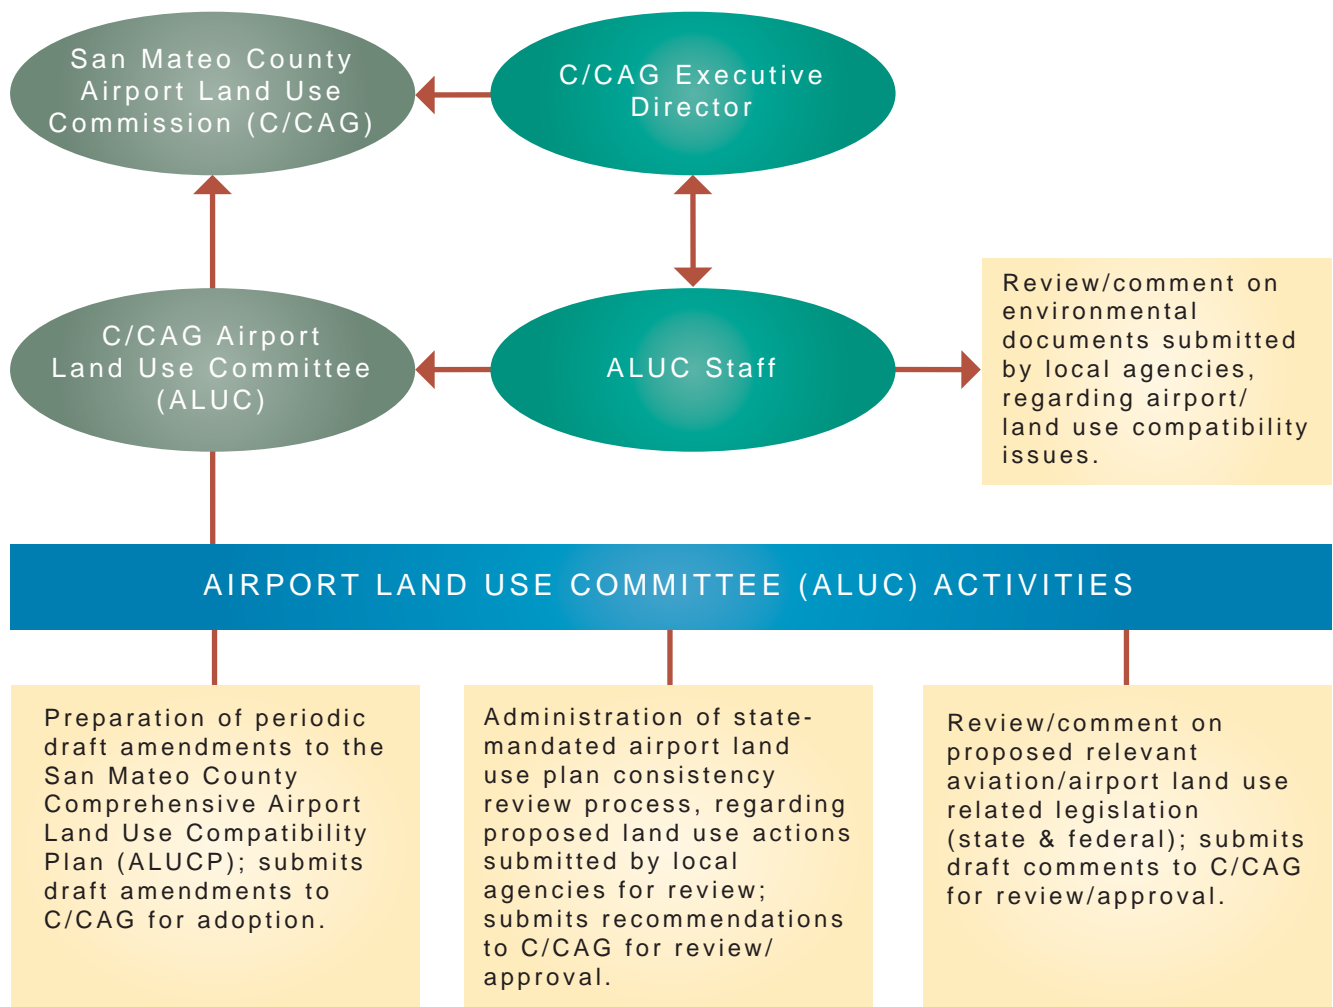 San Mateo County
Airport Land Use
Commission (C/CAG)
C/CAG Executive
Director
C/CAG Airport
Land Use Committee
(ALUC)
ALUC Staff
Review/comment on
environmental
documents submitted
by local agencies,
regarding airport/
land use compatibility
issues.
AIRPORT LAND USE COMMITTEE (ALUC) ACTIVITIES
Preparation of periodic
draft amendments to the
San Mateo County
Comprehensive Airport
Land Use Compatibility
Plan (ALUCP); submits
draft amendments to
C/CAG for adoption.
Administration of state-
mandated airport land
use plan consistency
review process, regarding
proposed land use actions
submitted by local
agencies for review;
submits recommendations
to C/CAG for review/
approval.
Review/comment on
proposed relevant
aviation/airport land use
related legislation
(state & federal); submits
draft comments to C/CAG
for review/approval.